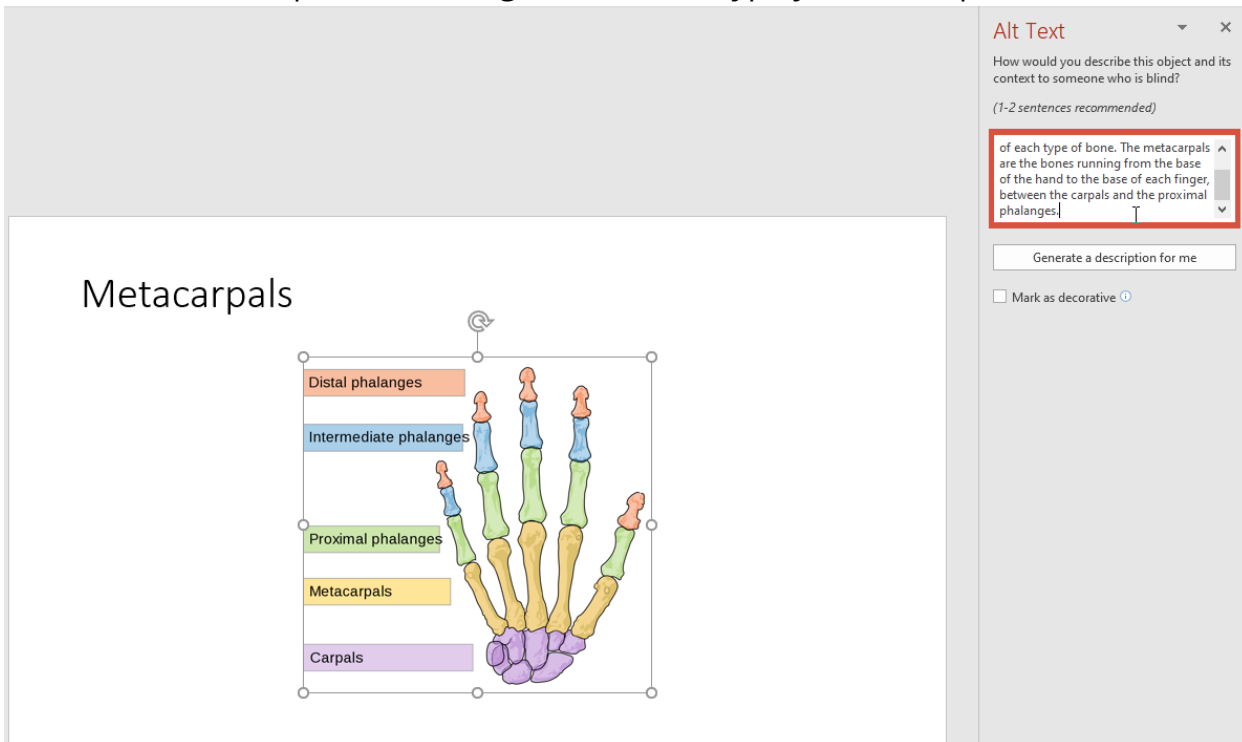 Alt Text
How would you describe this object and its
context to someone who is blind?
(1-2 sentences recommended)
of each type of bone. The metacarpals
are the bones running from the base
of the hand to the base of each finger,
between the carpals and the proximal
phalanges.
Generate a description for me
Mark as decorative
Metacarpals
Distal phalanges
Intermediate phalanges
Proximal phalanges
Metacarpals
Carpals